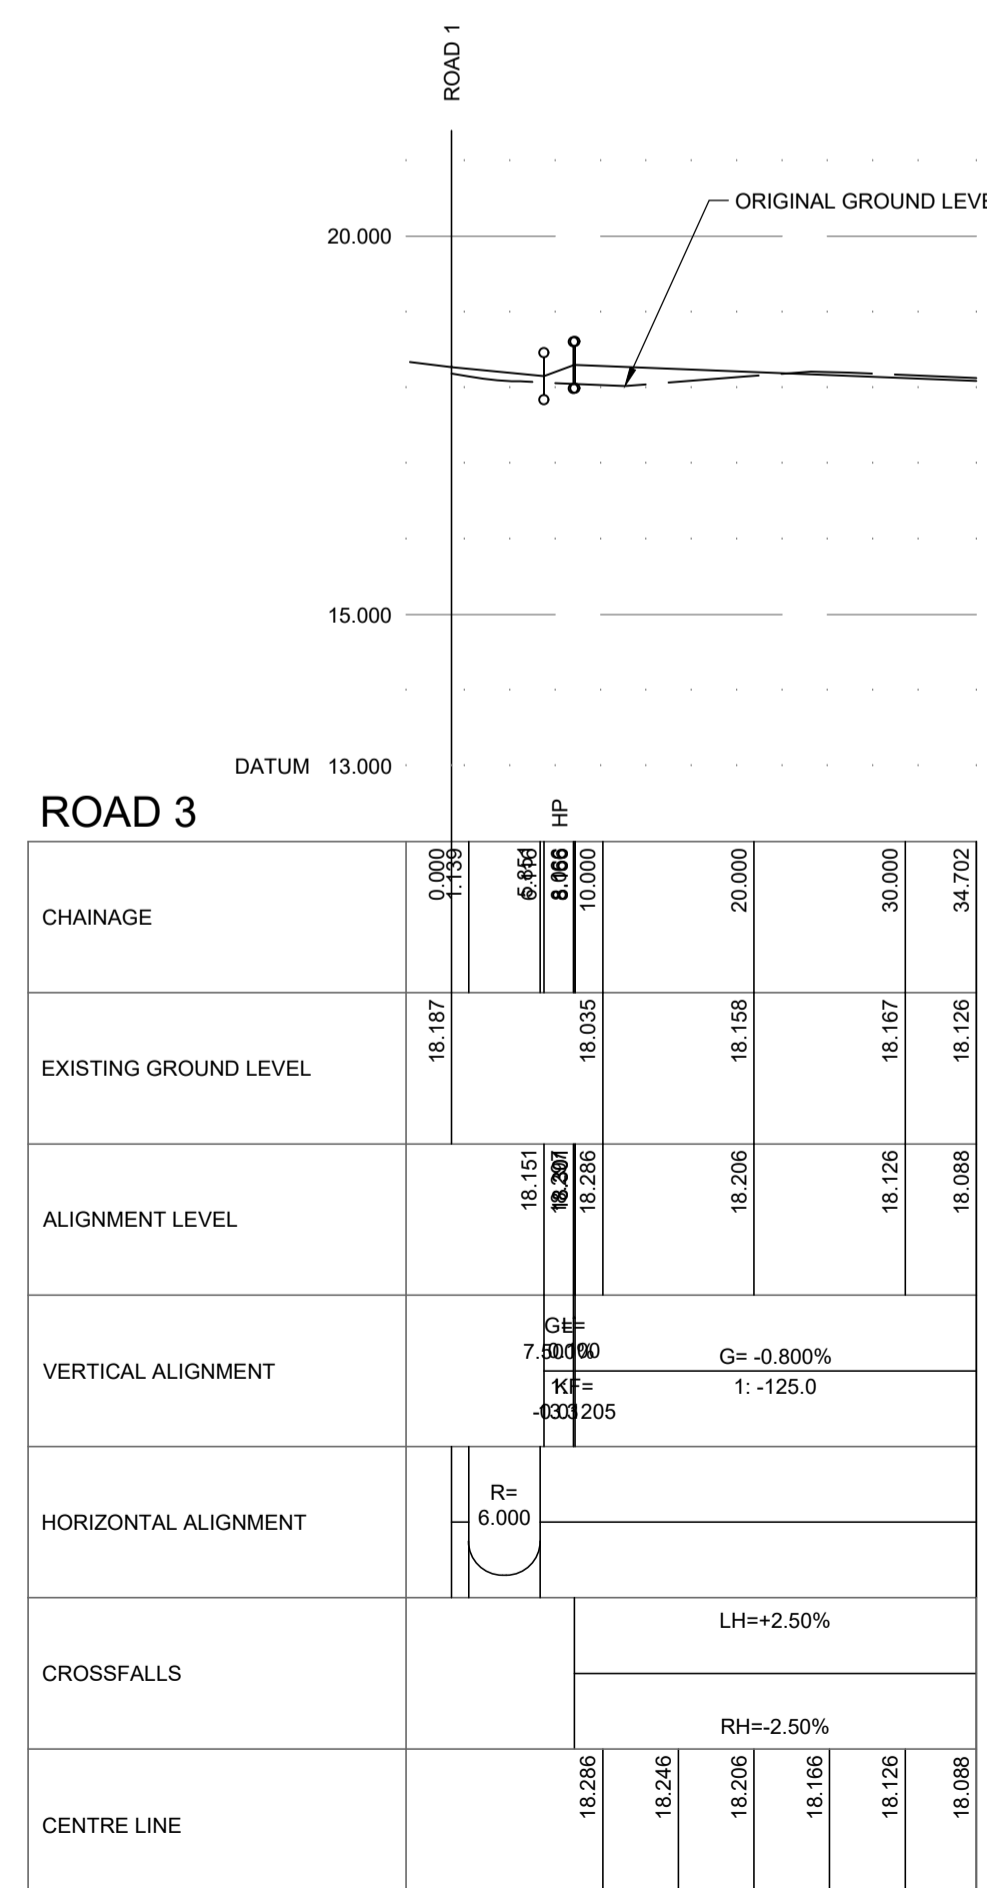 ROAD 1
ORIGINAL GROUND LEVE
20.000
15.000
DATUM 13.000
ROAD 3
HP
CHAINAGE
0.000
1.139
10.000
20.000
30.000
34.702
EXISTING GROUND LEVEL
18.187
18.035
18.158
18.167
18.126
ALIGNMENT LEVEL
18.151
18.286
18.206
18.126
18.088
VERTICAL ALIGNMENT
G= -0.800%
1: -125.0
HORIZONTAL ALIGNMENT
R=
6.000
CROSSFALLS
LH=+2.50%
RH=-2.50%
CENTRE LINE
18.286
18.246
18.206
18.166
18.126
18.088